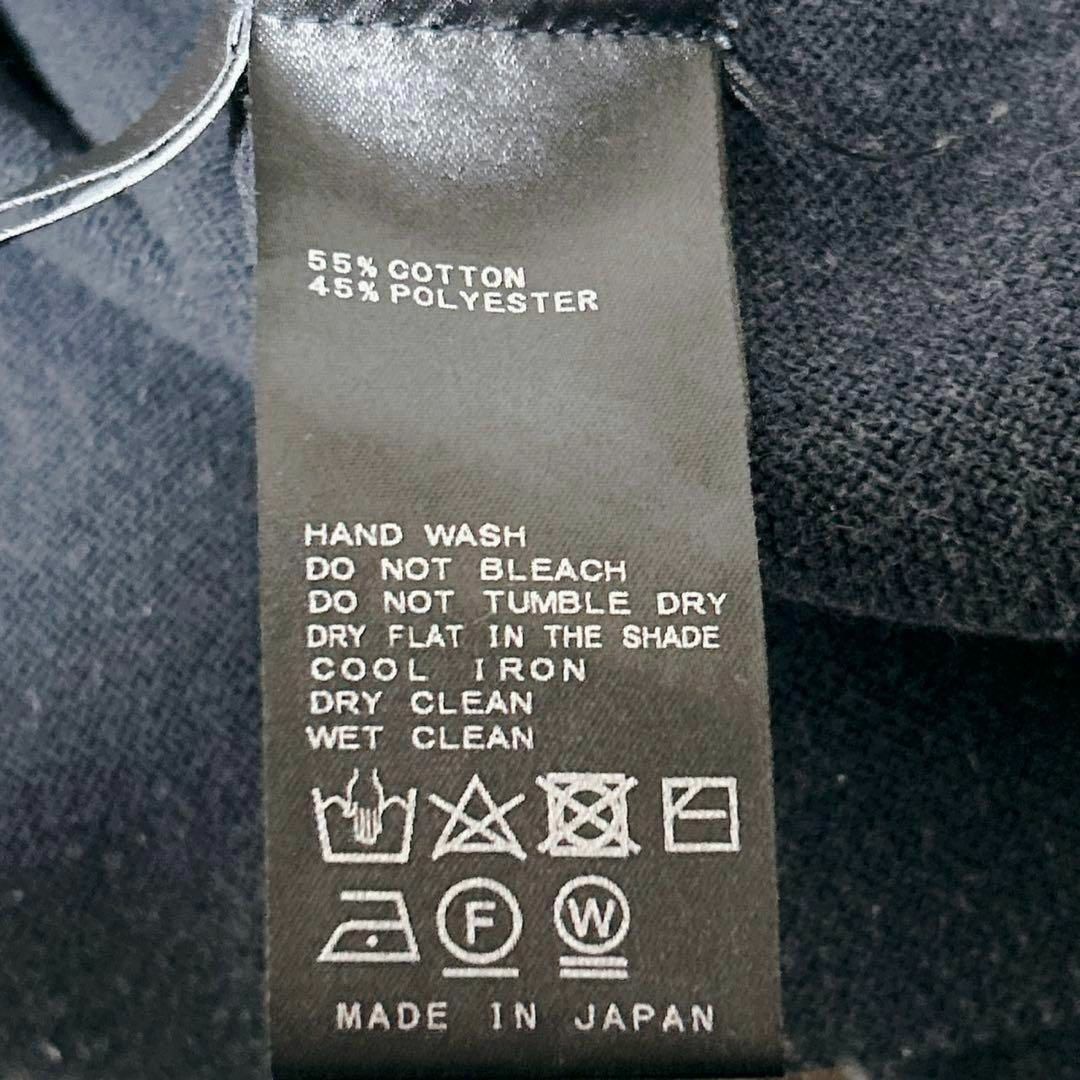 55% COTTON
45% POLYESTER
HAND WASH
DO NOT BLEACH
DO NOT TUMBLE DRY
DRY FLAT IN THE SHADE
COOL IRON
DRY CLEAN
WET CLEAN
F W
MADE IN JAPAN